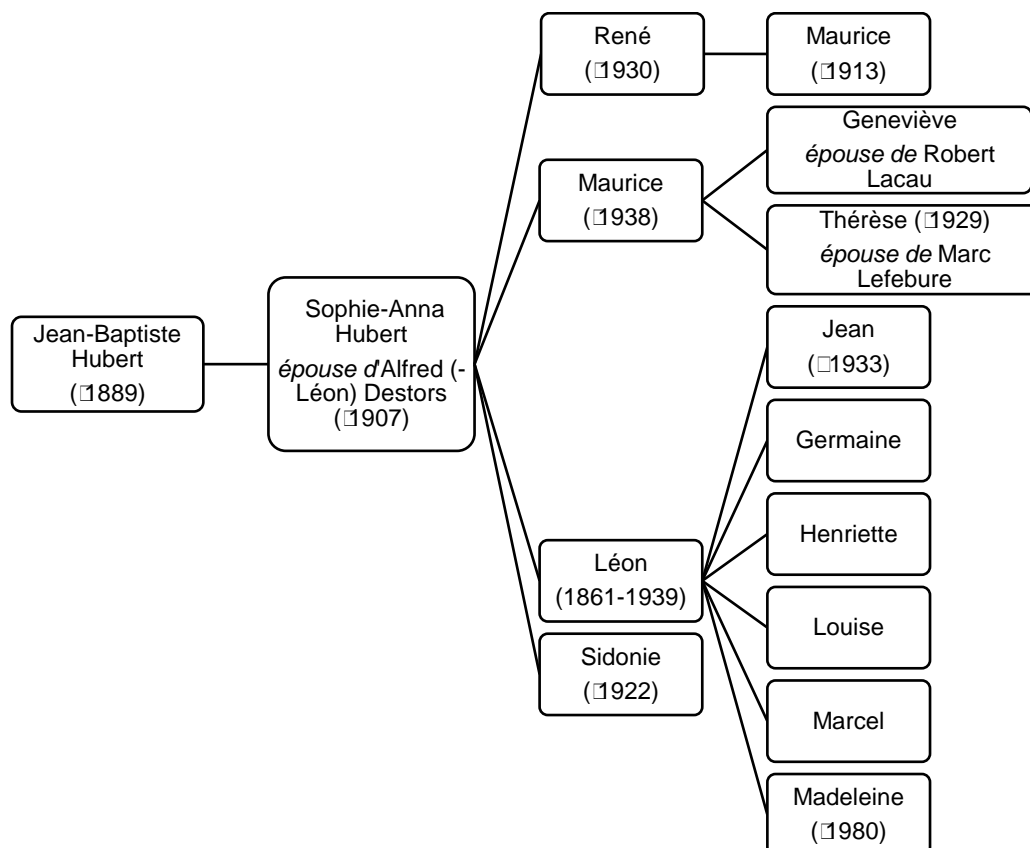 Jean-Baptiste
Hubert
(1889)
Sophie-Anna
Hubert
épouse d'Alfred (-
Léon) Destors
(1907)
René
(1930)
Maurice
(1913)
Maurice
(1938)
Geneviève
épouse de Robert
Lacau
Thérèse (1929)
épouse de Marc
Lefebure
Léon
(1861-1939)
Jean
(1933)
Germaine
Henriette
Louise
Marcel
Madeleine
(1980)
Sidonie
(1922)